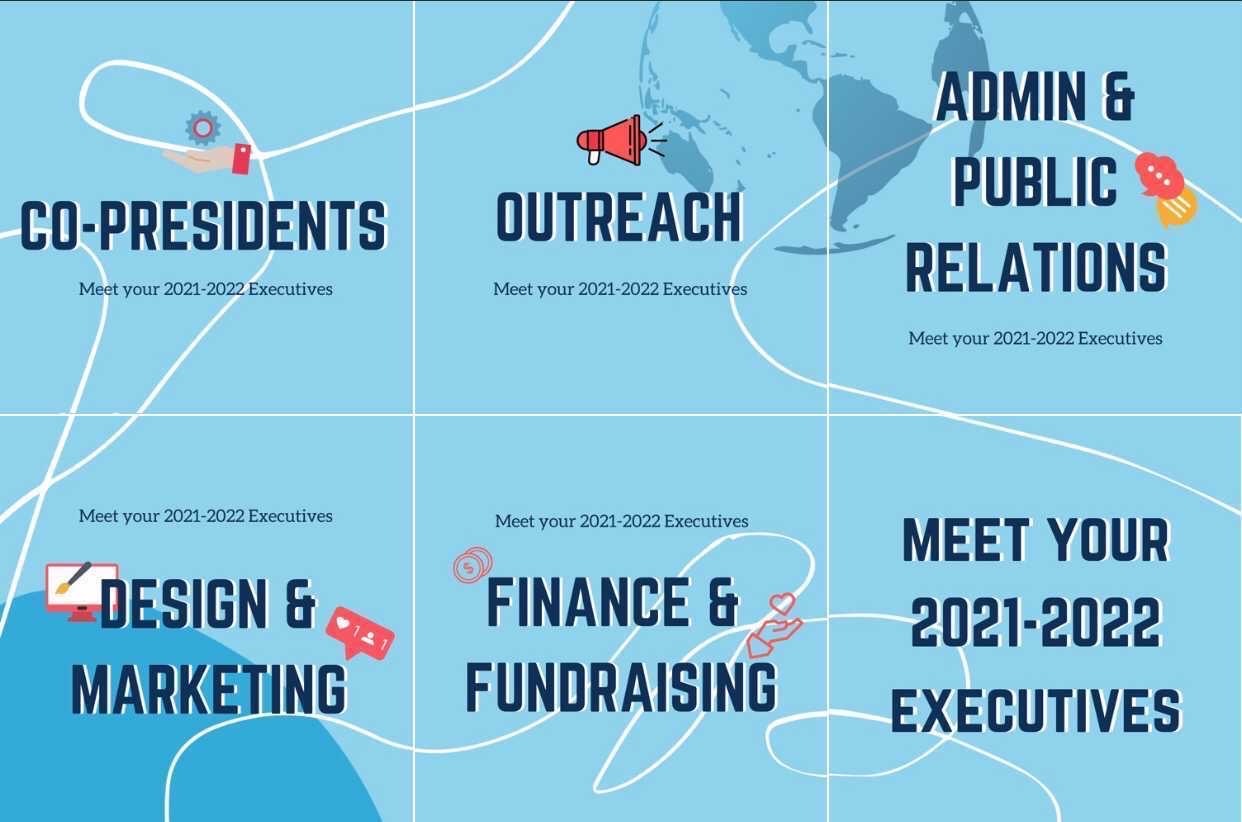 CO-PRESIDENTS
Meet your 2021-2022 Executives
OUTREACH
Meet your 2021-2022 Executives
ADMIN &
PUBLIC
RELATIONS
Meet your 2021-2022 Executives
Meet your 2021-2022 Executives
DESIGN &
1 1
MARKETING
Meet your 2021-2022 Executives
$
FINANCE &
FUNDRAISING
MEET YOUR
2021-2022
EXECUTIVES